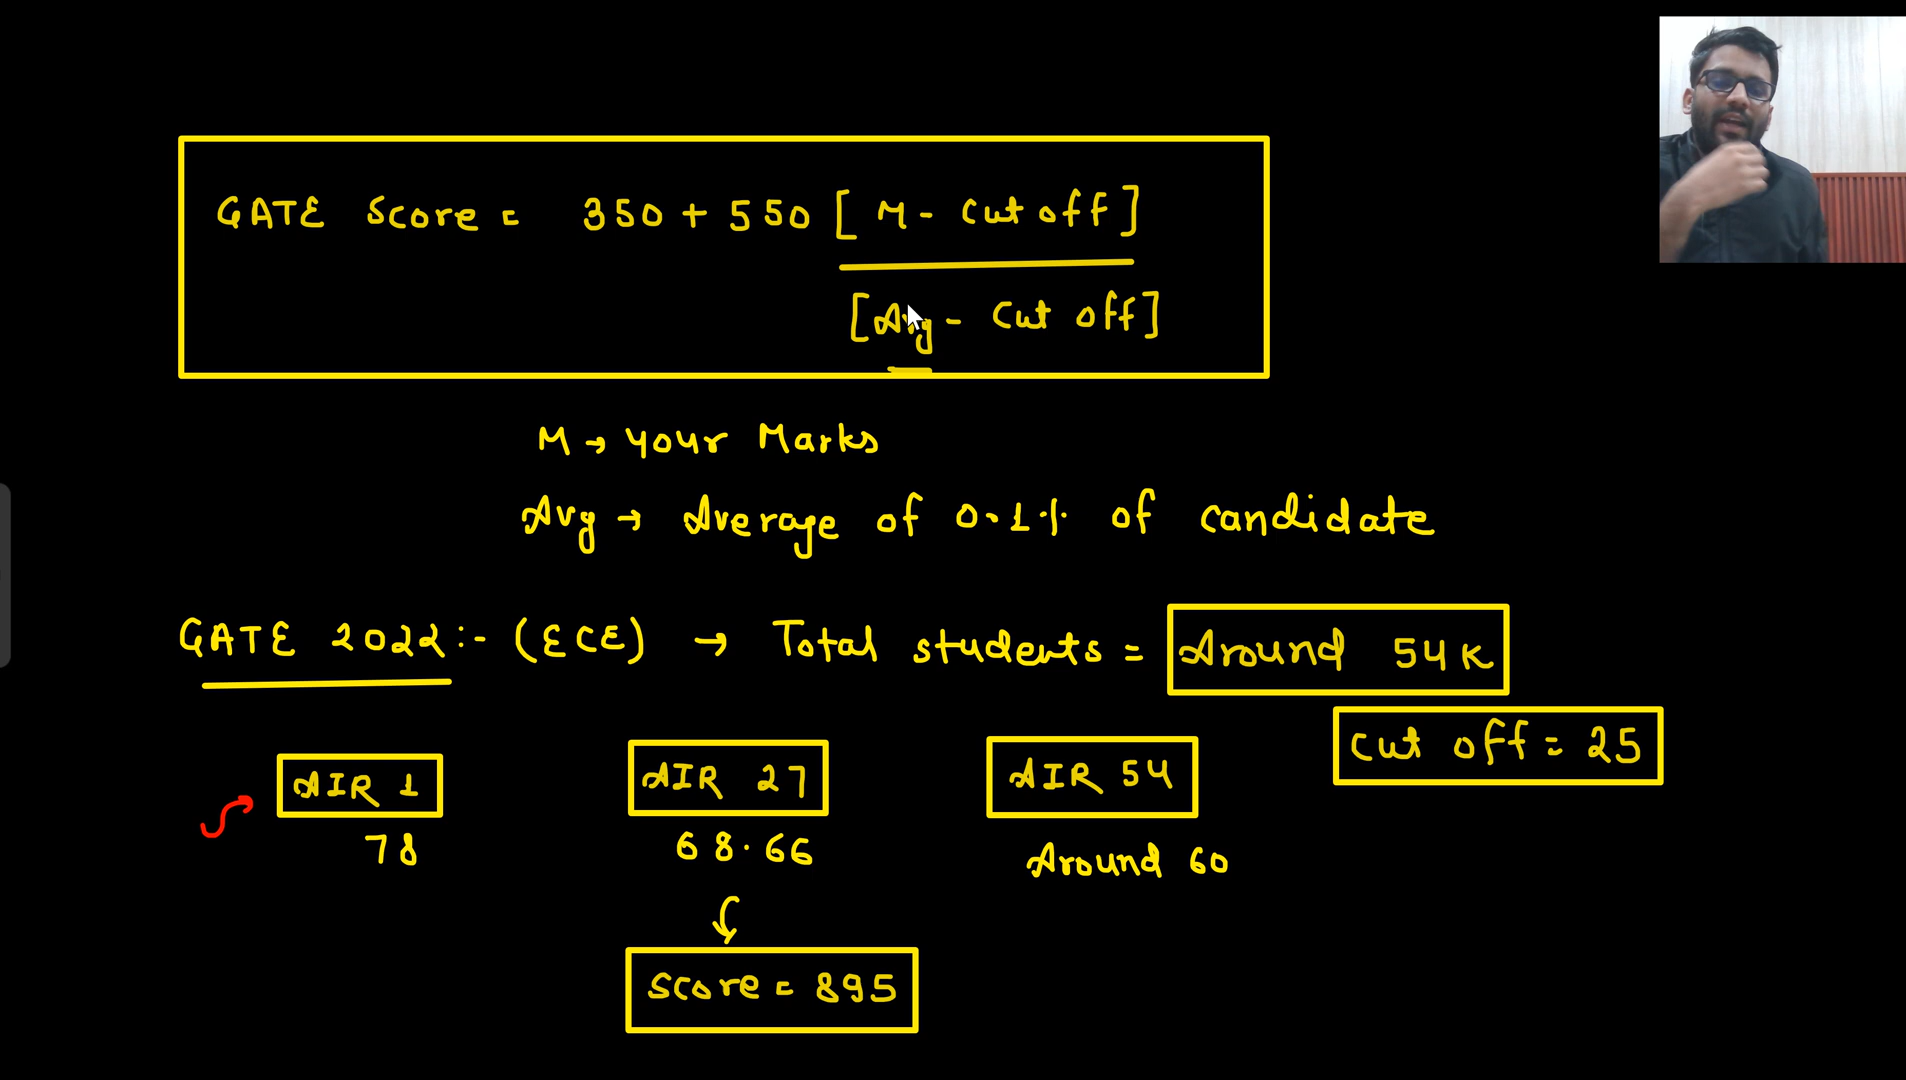 GATE Score = 350 + 550 [ M - Cut off ]
[ Avg - Cut off ]
M → your Marks
Avg → Average of 0.1% of candidate
GATE 2022 :- (ECE) → Total students = Around 54K
Cut off = 25
AIR 1 AIR 27 AIR 54
78 68.66 Around 60
Score = 895